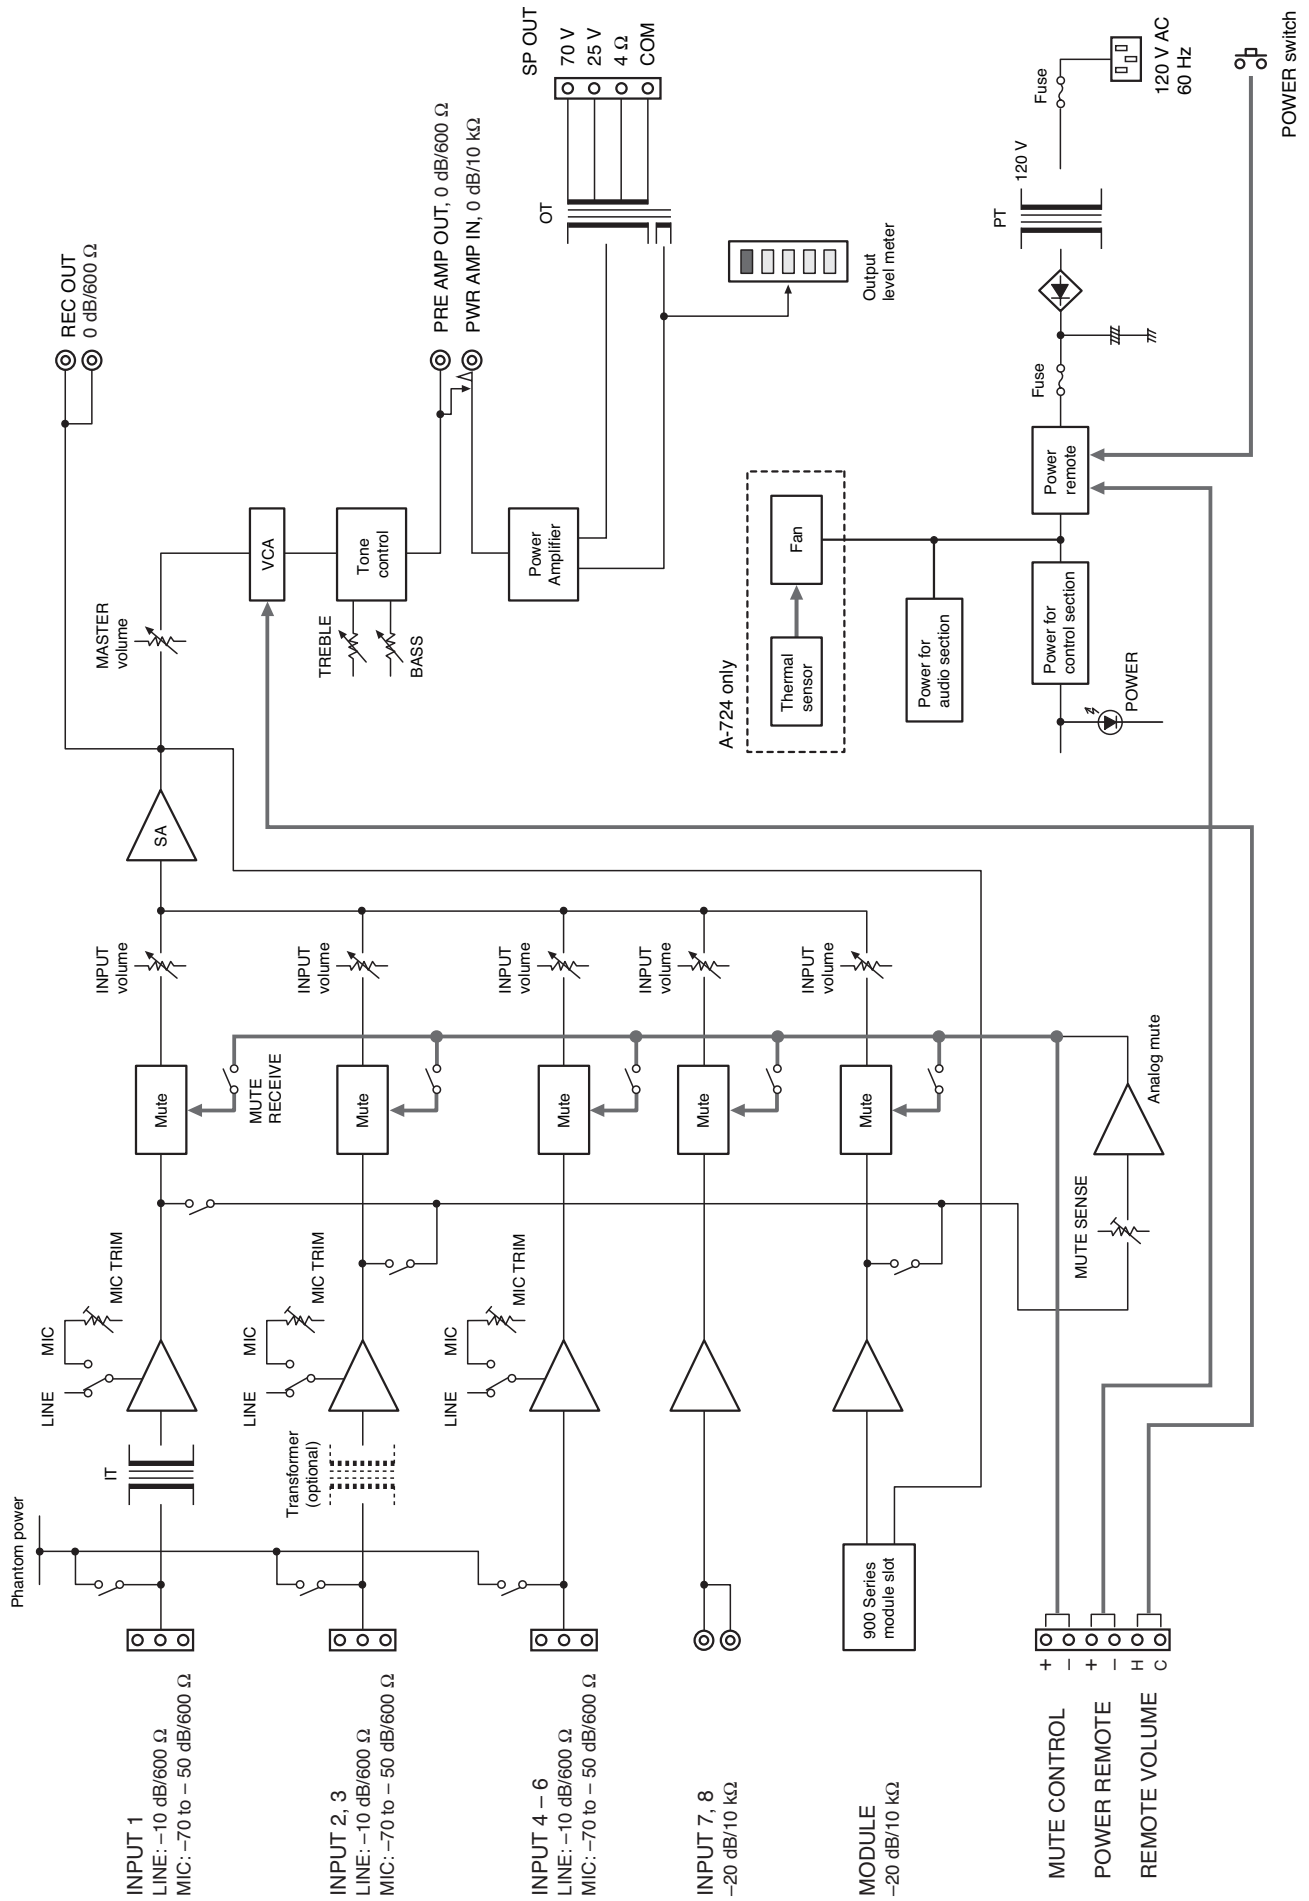 INPUT 1
LINE: –10 dB/600 Ω
MIC: –70 to – 50 dB/600 Ω
Phantom power
IT
LINE
MIC
MIC TRIM
Mute
MUTE
RECEIVE
INPUT
volume
SA
MASTER
volume
REC OUT
0 dB/600 Ω
VCA
TREBLE
BASS
Tone
control
PRE AMP OUT, 0 dB/600 Ω
PWR AMP IN, 0 dB/10 kΩ
Power
Amplifier
OT
SP OUT
70 V
25 V
4 Ω
COM
Output
level meter
INPUT 2, 3
LINE: –10 dB/600 Ω
MIC: –70 to – 50 dB/600 Ω
Transformer
(optional)
LINE
MIC
MIC TRIM
Mute
INPUT
volume
INPUT 4 – 6
LINE: –10 dB/600 Ω
MIC: –70 to – 50 dB/600 Ω
LINE
MIC
MIC TRIM
Mute
INPUT
volume
INPUT 7, 8
–20 dB/10 kΩ
Mute
INPUT
volume
MODULE
–20 dB/10 kΩ
900 Series
module slot
Mute
INPUT
volume
A-724 only
Thermal
sensor
Fan
Power for
audio section
Power for
control section
POWER
Power
remote
Fuse
PT
120 V
Fuse
120 V AC
60 Hz
POWER switch
MUTE SENSE
Analog mute
MUTE CONTROL
+
–
POWER REMOTE
+
–
REMOTE VOLUME
H
C